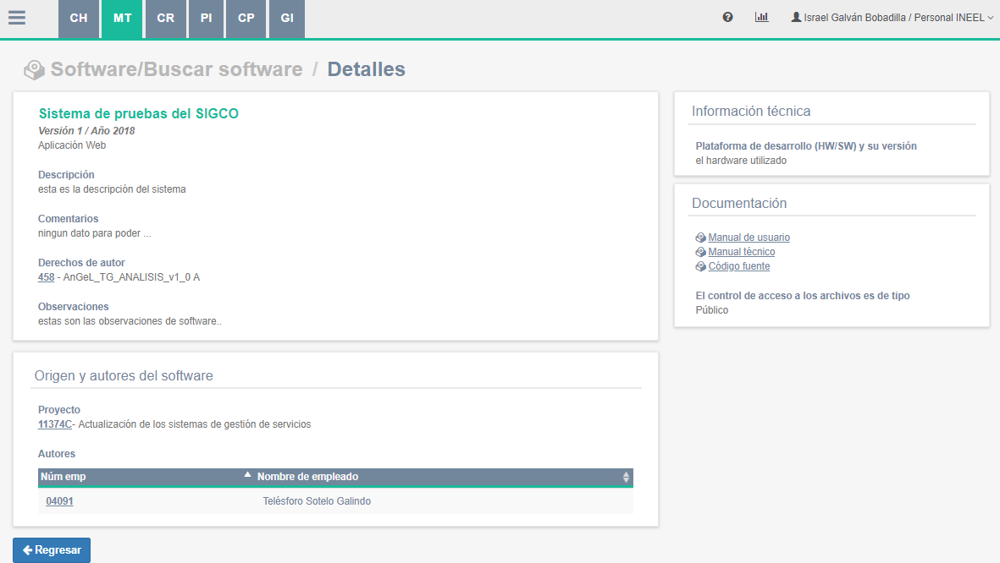 CH MT CR PI CP GI
Israel Galván Bobadilla / Personal INEEL
Software/Buscar software / Detalles
Sistema de pruebas del SIGCO
Versión 1 / Año 2018
Aplicación Web
Descripción
esta es la descripción del sistema
Comentarios
ningun dato para poder ...
Derechos de autor
458 - AnGeL_TG_ANALISIS_v1_0 A
Observaciones
estas son las observaciones de software..
Origen y autores del software
Proyecto
11374C- Actualización de los sistemas de gestión de servicios
Autores
Núm emp Nombre de empleado
04091 Telésforo Sotelo Galindo
Regresar
Información técnica
Plataforma de desarrollo (HW/SW) y su versión
el hardware utilizado
Documentación
Manual de usuario
Manual técnico
Código fuente
El control de acceso a los archivos es de tipo
Público